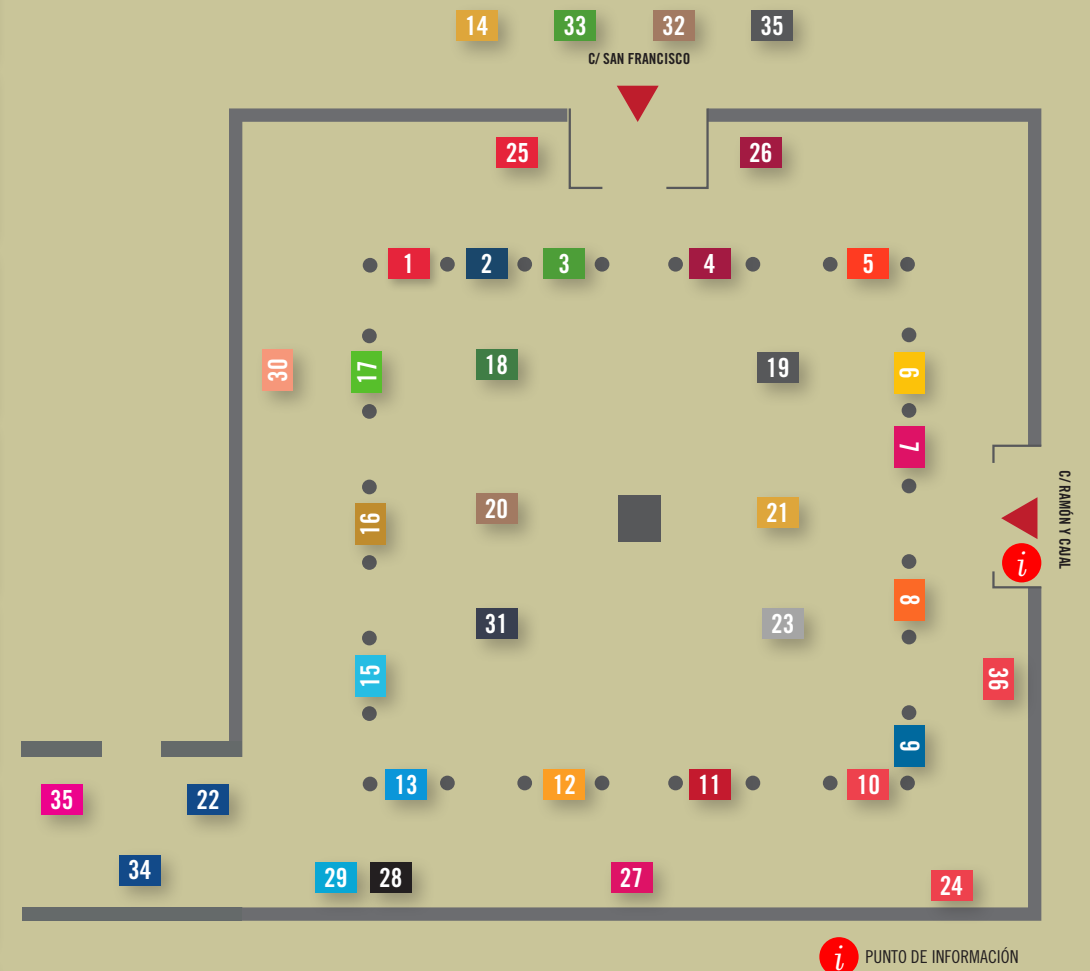 14 33 32 35
C/ SAN FRANCISCO
25 26
1 2 3 4 5
30 17 18 19 6
7
C/ RAMÓN Y CAJAL
16 20 21
i
8
31 23
15 36
9
35 22 13 12 11 10
34 29 28 27 24
i PUNTO DE INFORMACIÓN